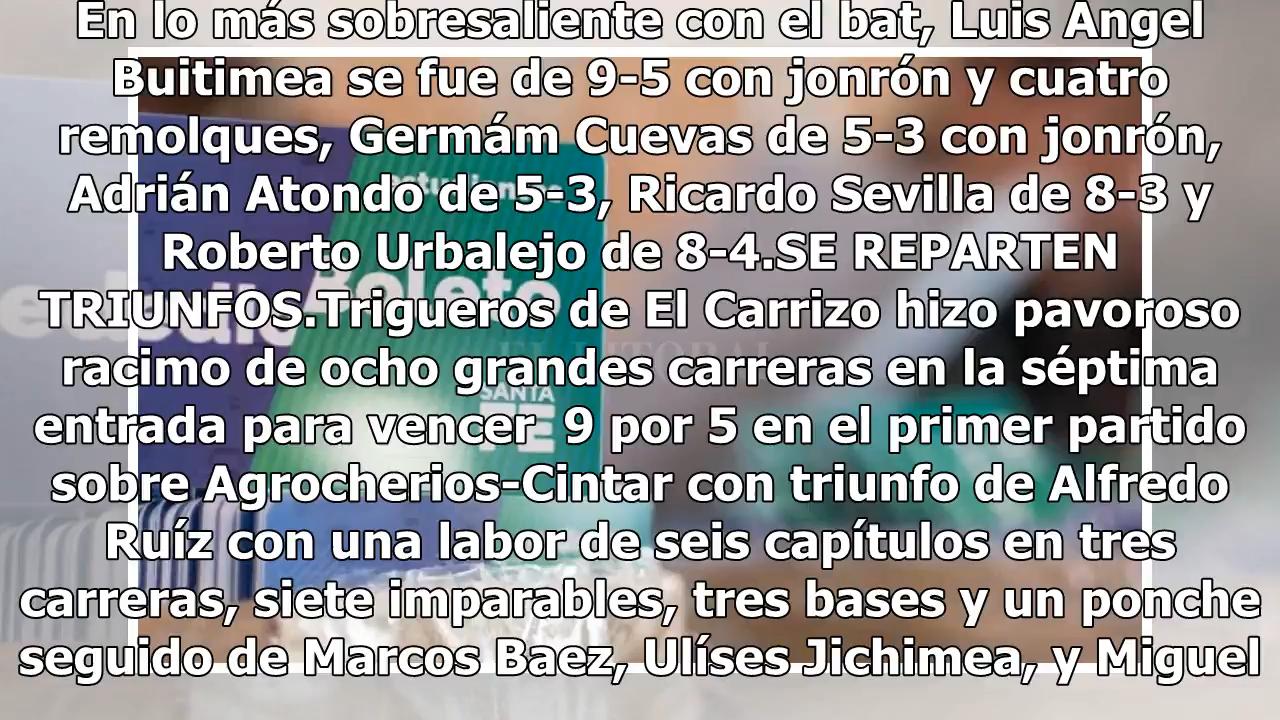 En lo más sobresaliente con el bat, Luis Angel
Buitimea se fue de 9-5 con jonrón y cuatro
remolques, Germám Cuevas de 5-3 con jonrón,
Adrián Atondo de 5-3, Ricardo Sevilla de 8-3 y
Roberto Urbalejo de 8-4.SE REPARTEN
TRIUNFOS.Trigueros de El Carrizo hizo pavoroso
racimo de ocho grandes carreras en la séptima
entrada para vencer  9 por 5 en el primer partido
sobre Agrocherios-Cintar con triunfo de Alfredo
Ruíz con una labor de seis capítulos en tres
carreras, siete imparables, tres bases y un ponche
seguido de Marcos Baez, Ulíses Jichimea, y Miguel
Boleto
EL LITORAL
SANTA
FE